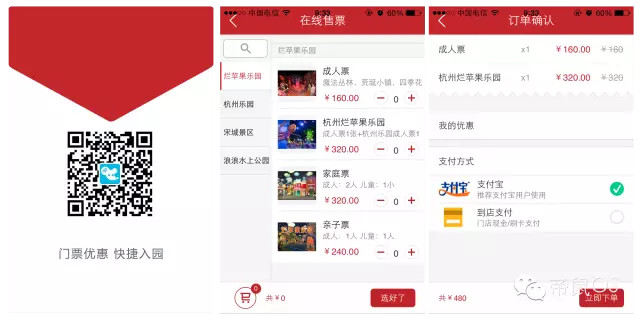 门票优惠 快捷入园
中国电信
9:33
60%
在线售票
烂苹果乐园
杭州乐园
宋城景区
浪浪水上公园
烂苹果乐园
成人票
魔法丛林,荒诞小镇,四季花
￥160.00
0
杭州烂苹果乐园
成人票1张+杭州乐园成人票1
￥320.00
0
家庭票
成人:2人 儿童:1小
￥320.00
0
亲子票
成人:1人 儿童:1人
￥240.00
0
0
共￥0
选好了
中国电信
9:33
60%
订单确认
成人票 x1 ￥160.00 ￥160
杭州烂苹果乐园 x1 ￥320.00 ￥320
我的优惠
支付方式
支付宝
支付宝
推荐支付宝用户使用
到店支付
门店现金/刷卡支付
共￥480
立即下单